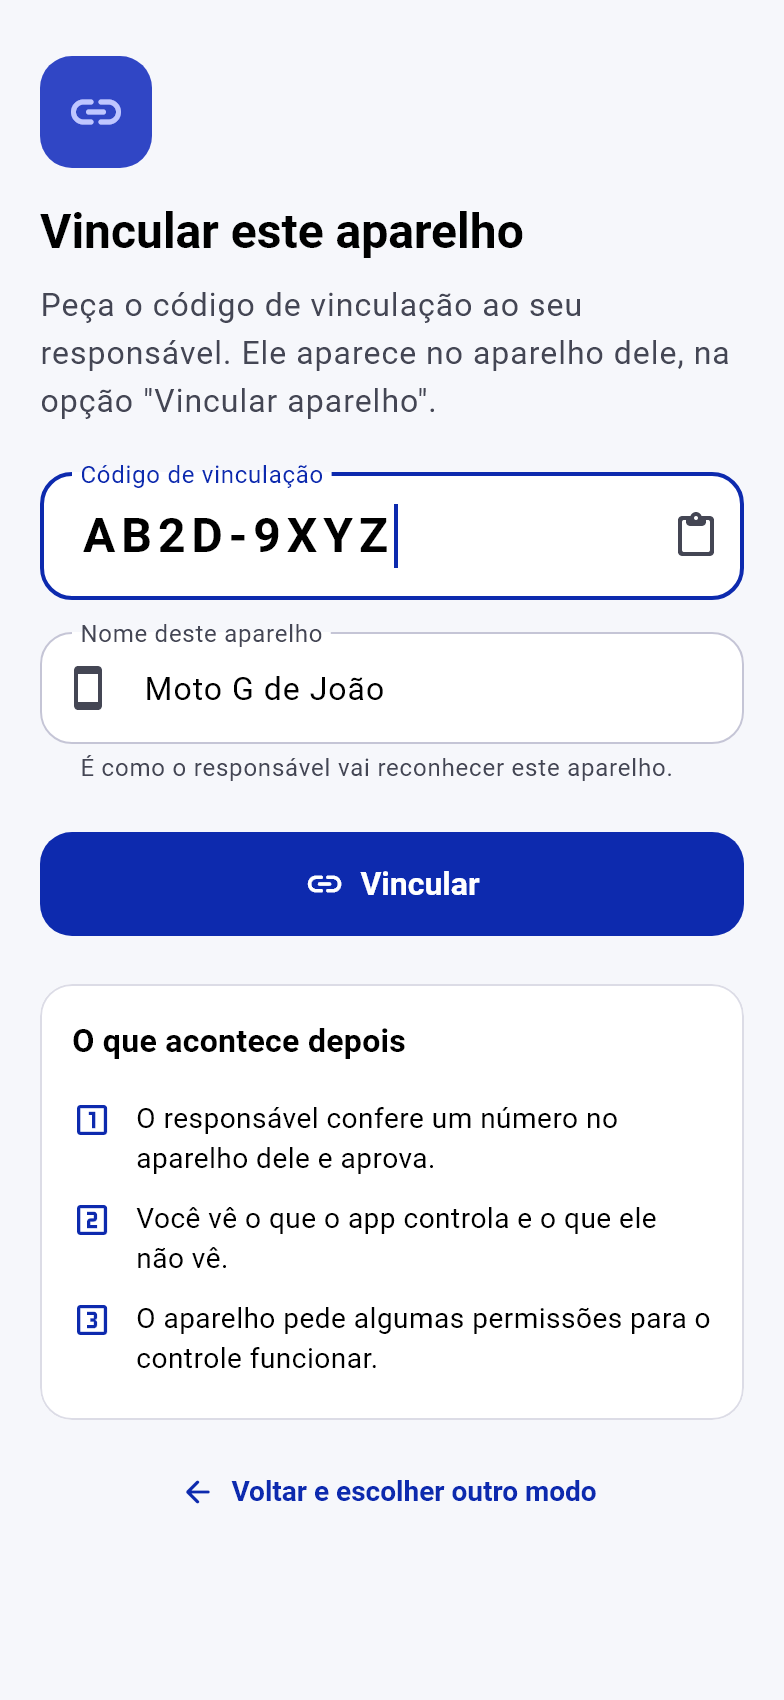 Vincular este aparelho
Peça o código de vinculação ao seu
responsável. Ele aparece no aparelho dele, na
opção "Vincular aparelho".
Código de vinculação
AB2D-9XYZ
Nome deste aparelho
Moto G de João
É como o responsável vai reconhecer este aparelho.
Vincular
O que acontece depois
1 O responsável confere um número no
aparelho dele e aprova.
2 Você vê o que o app controla e o que ele
não vê.
3 O aparelho pede algumas permissões para o
controle funcionar.
Voltar e escolher outro modo